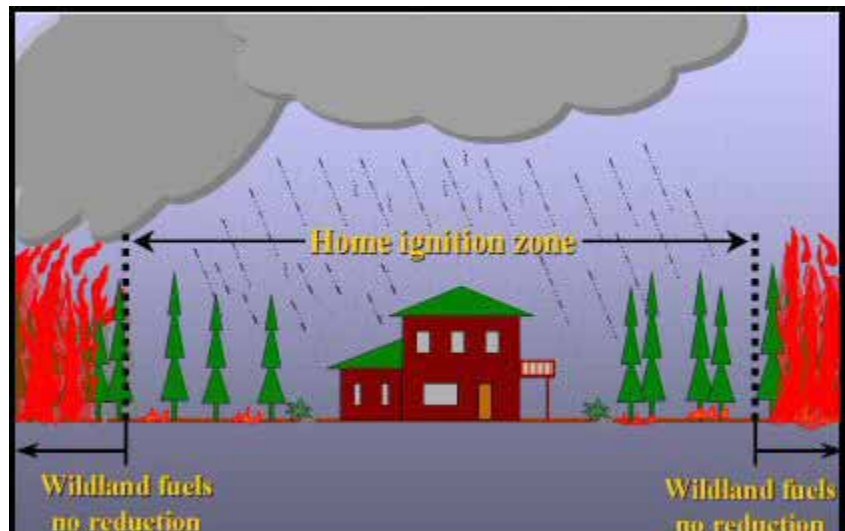 Home ignition zone
Wildland fuels
no reduction
Wildland fuels
no reduction